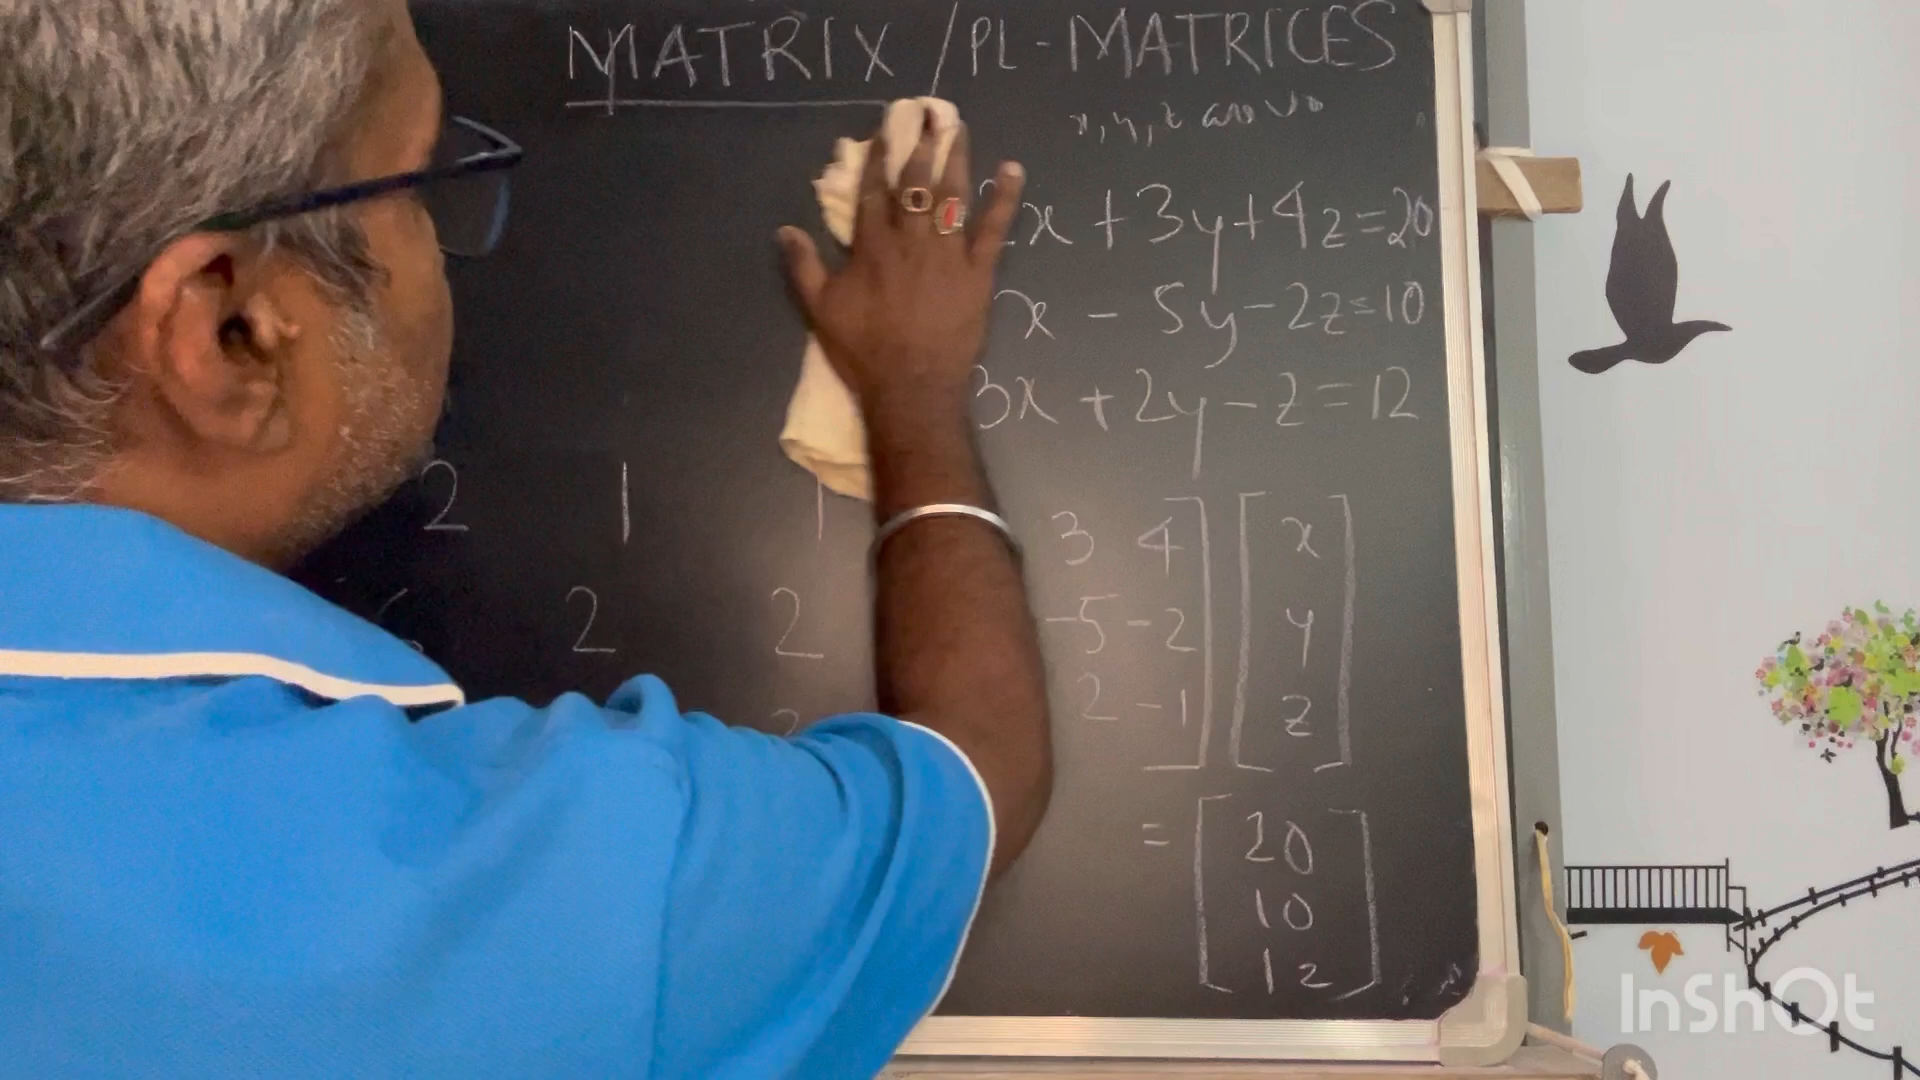 MATRIX / PL - MATRICES
x, y, z are
2x + 3y + 4z = 20
x - 5y - 2z = 10
3x + 2y - z = 12
2 1 1
2 2
3 4 x
-5 -2 y
2 -1 z
= 20
10
12
InShOt